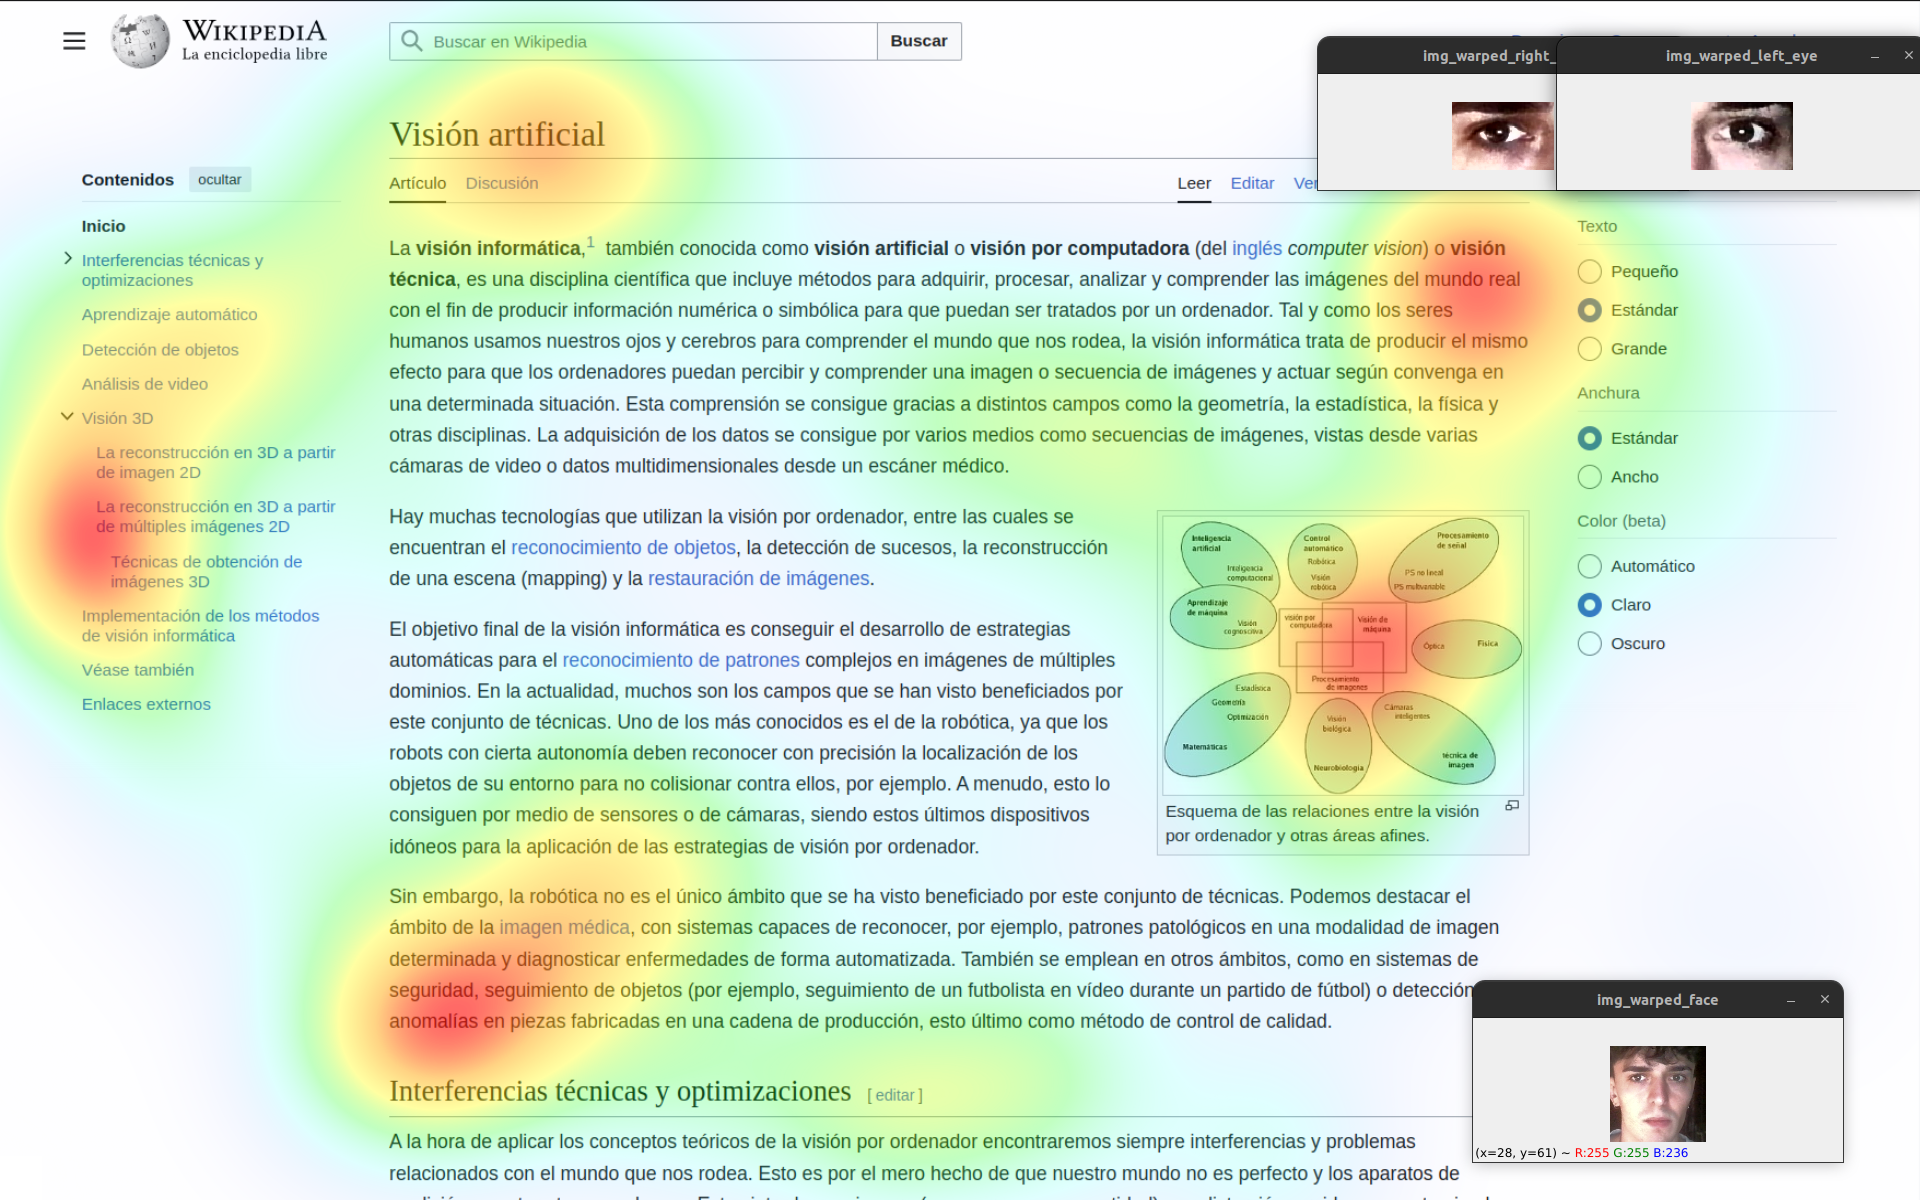 WIKIPEDIA
La enciclopedia libre
Buscar en Wikipedia
Buscar
img_warped_right_
img_warped_left_eye
Visión artificial
Artículo
Discusión
Leer
Editar
Ver
Contenidos
ocultar
Inicio
Interferencias técnicas y
optimizaciones
Aprendizaje automático
Detección de objetos
Análisis de video
Visión 3D
La reconstrucción en 3D a partir
de imagen 2D
La reconstrucción en 3D a partir
de múltiples imágenes 2D
Técnicas de obtención de
imágenes 3D
Implementación de los métodos
de visión informática
Véase también
Enlaces externos
La visión informática,1 también conocida como visión artificial o visión por computadora (del inglés computer vision) o visión
técnica, es una disciplina científica que incluye métodos para adquirir, procesar, analizar y comprender las imágenes del mundo real
con el fin de producir información numérica o simbólica para que puedan ser tratados por un ordenador. Tal y como los seres
humanos usamos nuestros ojos y cerebros para comprender el mundo que nos rodea, la visión informática trata de producir el mismo
efecto para que los ordenadores puedan percibir y comprender una imagen o secuencia de imágenes y actuar según convenga en
una determinada situación. Esta comprensión se consigue gracias a distintos campos como la geometría, la estadística, la física y
otras disciplinas. La adquisición de los datos se consigue por varios medios como secuencias de imágenes, vistas desde varias
cámaras de video o datos multidimensionales desde un escáner médico.
Hay muchas tecnologías que utilizan la visión por ordenador, entre las cuales se
encuentran el reconocimiento de objetos, la detección de sucesos, la reconstrucción
de una escena (mapping) y la restauración de imágenes.
El objetivo final de la visión informática es conseguir el desarrollo de estrategias
automáticas para el reconocimiento de patrones complejos en imágenes de múltiples
dominios. En la actualidad, muchos son los campos que se han visto beneficiados por
este conjunto de técnicas. Uno de los más conocidos es el de la robótica, ya que los
robots con cierta autonomía deben reconocer con precisión la localización de los
objetos de su entorno para no colisionar contra ellos, por ejemplo. A menudo, esto lo
consiguen por medio de sensores o de cámaras, siendo estos últimos dispositivos
idóneos para la aplicación de las estrategias de visión por ordenador.
Inteligencia
artificial
Inteligencia
computacional
Control
automático
Robótica
Visión
robótica
Procesamiento
de señal
PS no lineal
PS multivariable
Aprendizaje
de máquina
Visión
cognoscitiva
visión por
computadora
Visión de
máquina
Procesamiento
de imágenes
Óptica
Física
Estadística
Geometría
Optimización
Matemáticas
Visión
biológica
Neurobiología
Cámaras
inteligentes
técnica de
imagen
Esquema de las relaciones entre la visión
por ordenador y otras áreas afines.
Sin embargo, la robótica no es el único ámbito que se ha visto beneficiado por este conjunto de técnicas. Podemos destacar el
ámbito de la imagen médica, con sistemas capaces de reconocer, por ejemplo, patrones patológicos en una modalidad de imagen
determinada y diagnosticar enfermedades de forma automatizada. También se emplean en otros ámbitos, como en sistemas de
seguridad, seguimiento de objetos (por ejemplo, seguimiento de un futbolista en vídeo durante un partido de fútbol) o detección
anomalías en piezas fabricadas en una cadena de producción, esto último como método de control de calidad.
Interferencias técnicas y optimizaciones [ editar ]
A la hora de aplicar los conceptos teóricos de la visión por ordenador encontraremos siempre interferencias y problemas
relacionados con el mundo que nos rodea. Esto es por el mero hecho de que nuestro mundo no es perfecto y los aparatos de
Texto
Pequeño
Estándar
Grande
Anchura
Estándar
Ancho
Color (beta)
Automático
Claro
Oscuro
img_warped_face
(x=28, y=61) ~ R:255 G:255 B:236